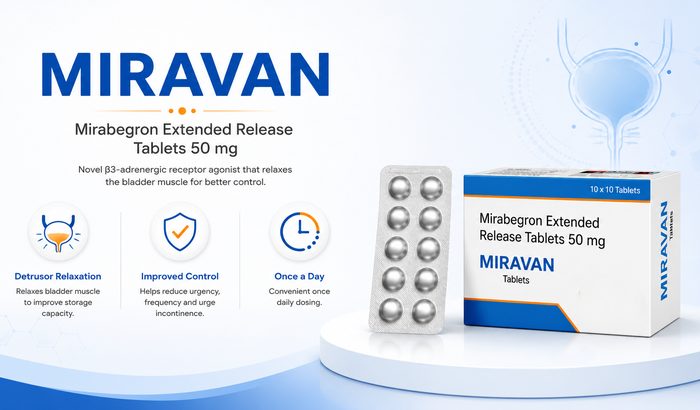 MIRAVAN
Mirabegron Extended Release
Tablets 50 mg
Novel β3-adrenergic receptor agonist that relaxes
the bladder muscle for better control.
Detrusor Relaxation
Relaxes bladder muscle
to improve storage
capacity.
Improved Control
Helps reduce urgency,
frequency and urge
incontinence.
Once a Day
Convenient once
daily dosing.
10 x 10 Tablets
Mirabegron Extended
Release Tablets 50 mg
MIRAVAN
Tablets
MIRAVAN
Tablets